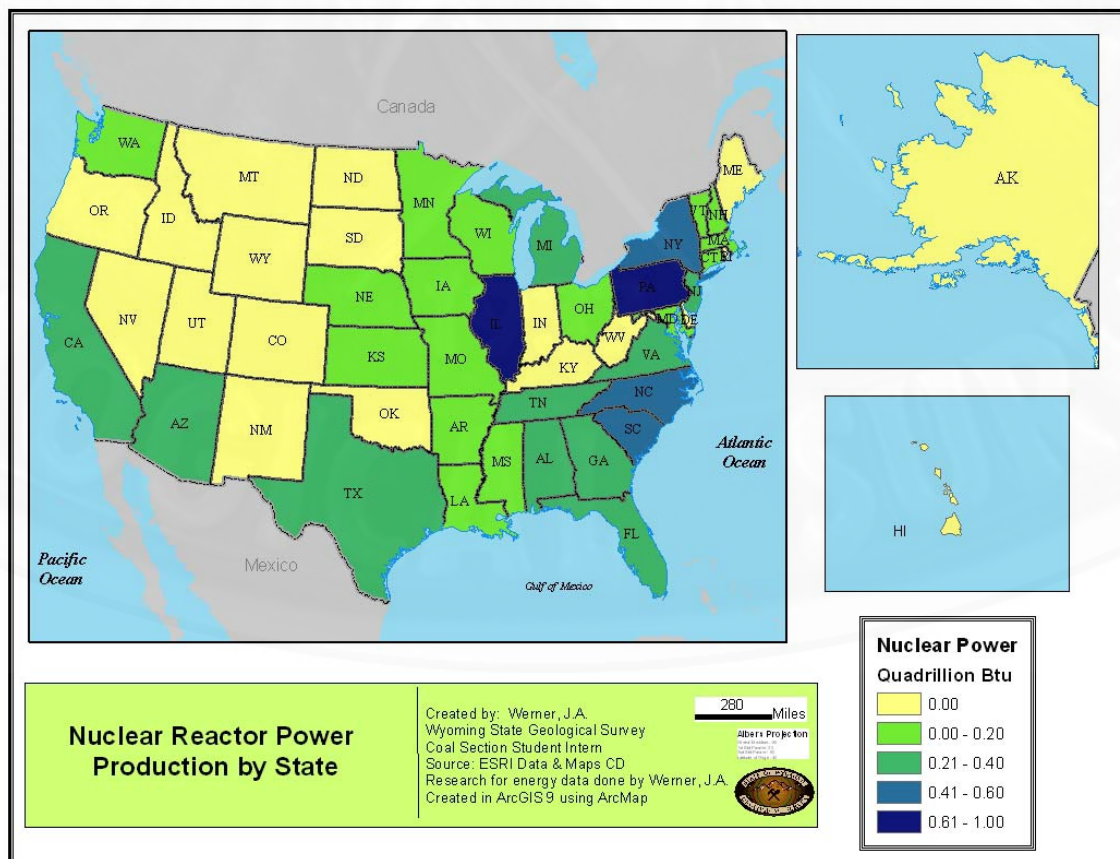 Canada
WA
MT
ND
ME
OR
ID
MN
VT
NH
SD
WI
NY
MA
WY
MI
CT
RI
IA
PA
NJ
NE
NV
UT
IL
IN
OH
MD
DE
CA
CO
WV
KS
MO
KY
VA
TN
NC
AZ
NM
OK
AR
SC
MS
AL
GA
TX
LA
FL
Atlantic
Ocean
Pacific
Ocean
Mexico
Gulf of Mexico
AK
HI
Nuclear Power
Quadrillion Btu
0.00
0.00 - 0.20
0.21 - 0.40
0.41 - 0.60
0.61 - 1.00
Nuclear Reactor Power
Production by State
Created by: Werner, J.A.
Wyoming State Geological Survey
Coal Section Student Intern
Source: ESRI Data & Maps CD
Research for energy data done by Werner, J.A.
Created in ArcGIS 9 using ArcMap
280
Miles
Albers Projection